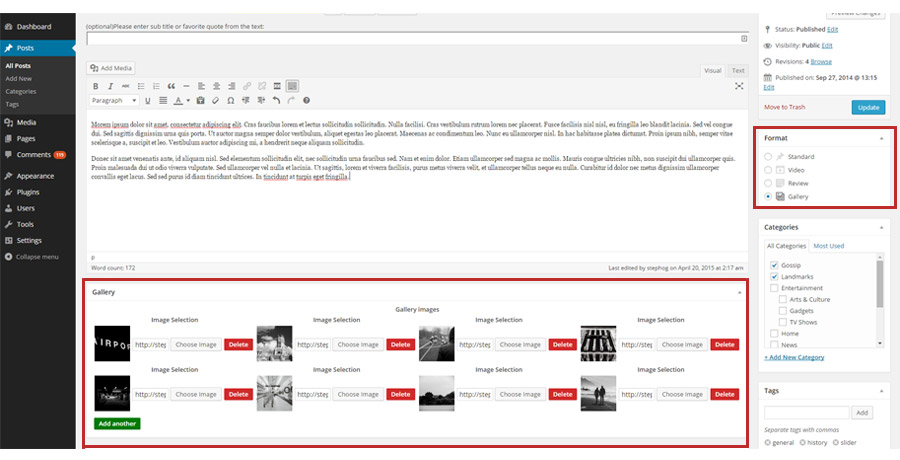 Dashboard
Posts
All Posts
Add New
Categories
Tags
Media
Pages
Comments 119
Appearance
Plugins
Users
Tools
Settings
Collapse menu
(optional)Please enter sub title or favorite quote from the text:
Add Media
Visual Text
B I ABC
Paragraph U A
Morem ipsum dolor sit amet, consectetur adipiscing elit. Cras faucibus lorem et lectus sollicitudin sollicitudin. Nulla facilisi. Cras vestibulum rutrum lorem nec placerat. Fusce facilisis nisl nisl, eu fringilla leo blandit lacinia. Sed vel congue
dui. Sed sagittis dignissim urna quis porta. Ut auctor magna semper dolor vestibulum, aliquet egestas leo placerat. Maecenas ac condimentum leo. Nunc eu ullamcorper nisl. In hac habitasse platea dictumst. Proin ipsum nibh, semper vitae
scelerisque a, suscipit et leo. Vestibulum auctor adipiscing mi, a hendrerit neque aliquam sollicitudin.
Donec sit amet venenatis ante, id aliquam nisl. Sed elementum sollicitudin elit, nec sollicitudin urna faucibus sed. Nam et enim dolor. Etiam ullamcorper sed magna ac mollis. Mauris congue ultricies nibh, non suscipit dui ullamcorper quis.
Proin malesuada dui ut odio viverra vulputate. Sed ullamcorper vel nulla et lacinia. Ut sagittis, lorem et viverra facilisis, purus metus viverra velit, et ullamcorper tellus neque eu nulla. Curabitur id dolor nec metus dignissim ullamcorper
convallis eget lacus. Sed sed purus id diam tincidunt ultrices. In tincidunt at turpis eget fringilla.
p
Word count: 172 Last edited by stephog on April 20, 2015 at 2:17 am
Gallery
Gallery images
Image Selection Image Selection Image Selection Image Selection
AIRPO http://ste Choose Image Delete http://ste Choose Image Delete http://ste Choose Image Delete http://ste Choose Image Delete
Image Selection Image Selection Image Selection Image Selection
http://ste Choose Image Delete http://ste Choose Image Delete http://ste Choose Image Delete http://ste Choose Image Delete
Add another
Preview Changes
Status: Published Edit
Visibility: Public Edit
Revisions: 4 Browse
Published on: Sep 27, 2014 @ 13:15
Edit
Move to Trash Update
Format
Standard
Video
Review
Gallery
Categories
All Categories Most Used
Gossip
Landmarks
Entertainment
Arts & Culture
Gadgets
TV Shows
Home
News
+ Add New Category
Tags
Add
Separate tags with commas
general history slider